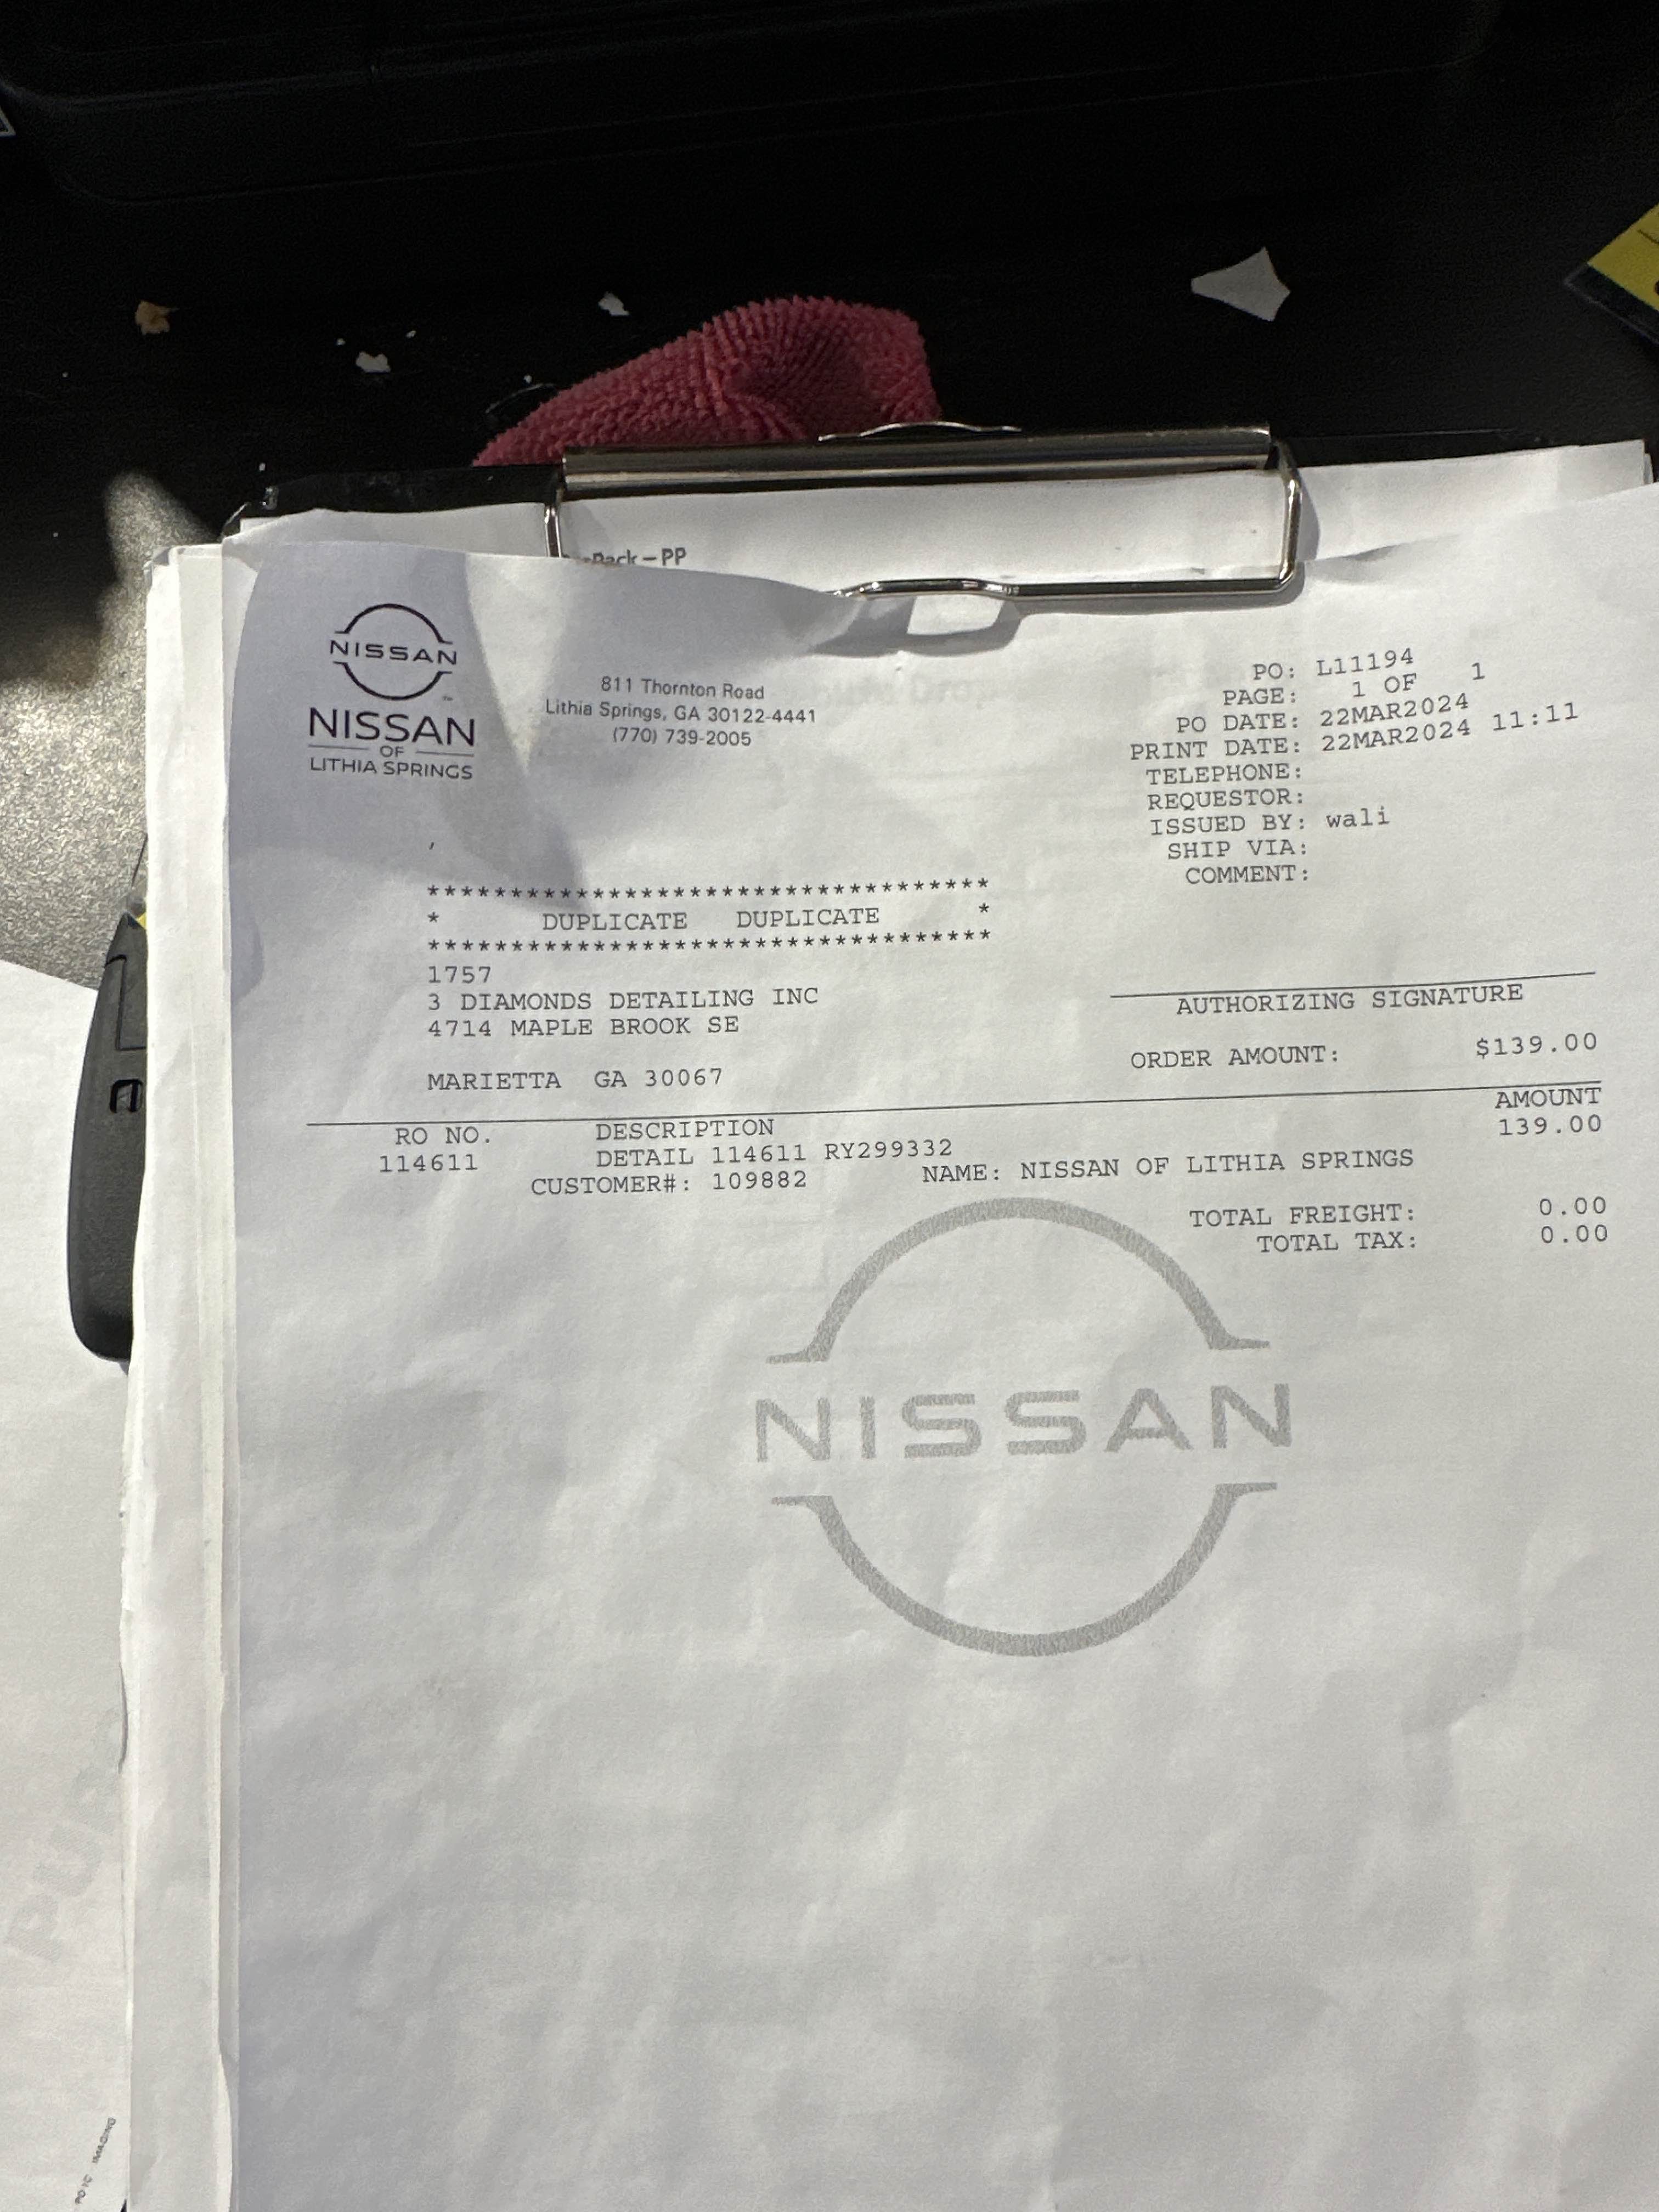 Pack – PP
NISSAN
NISSAN
OF
LITHIA SPRINGS
811 Thornton Road
Lithia Springs, GA 30122-4441
(770) 739-2005
PO: L11194
PAGE: 1 OF 1
PO DATE: 22MAR2024
PRINT DATE: 22MAR2024 11:11
TELEPHONE:
REQUESTOR:
ISSUED BY: wali
SHIP VIA:
COMMENT:
**********************************
* DUPLICATE DUPLICATE *
**********************************
1757
3 DIAMONDS DETAILING INC
4714 MAPLE BROOK SE
MARIETTA GA 30067
AUTHORIZING SIGNATURE
ORDER AMOUNT: $139.00
RO NO. DESCRIPTION AMOUNT
114611 DETAIL 114611 RY299332 139.00
CUSTOMER#: 109882 NAME: NISSAN OF LITHIA SPRINGS
TOTAL FREIGHT: 0.00
TOTAL TAX: 0.00
NISSAN